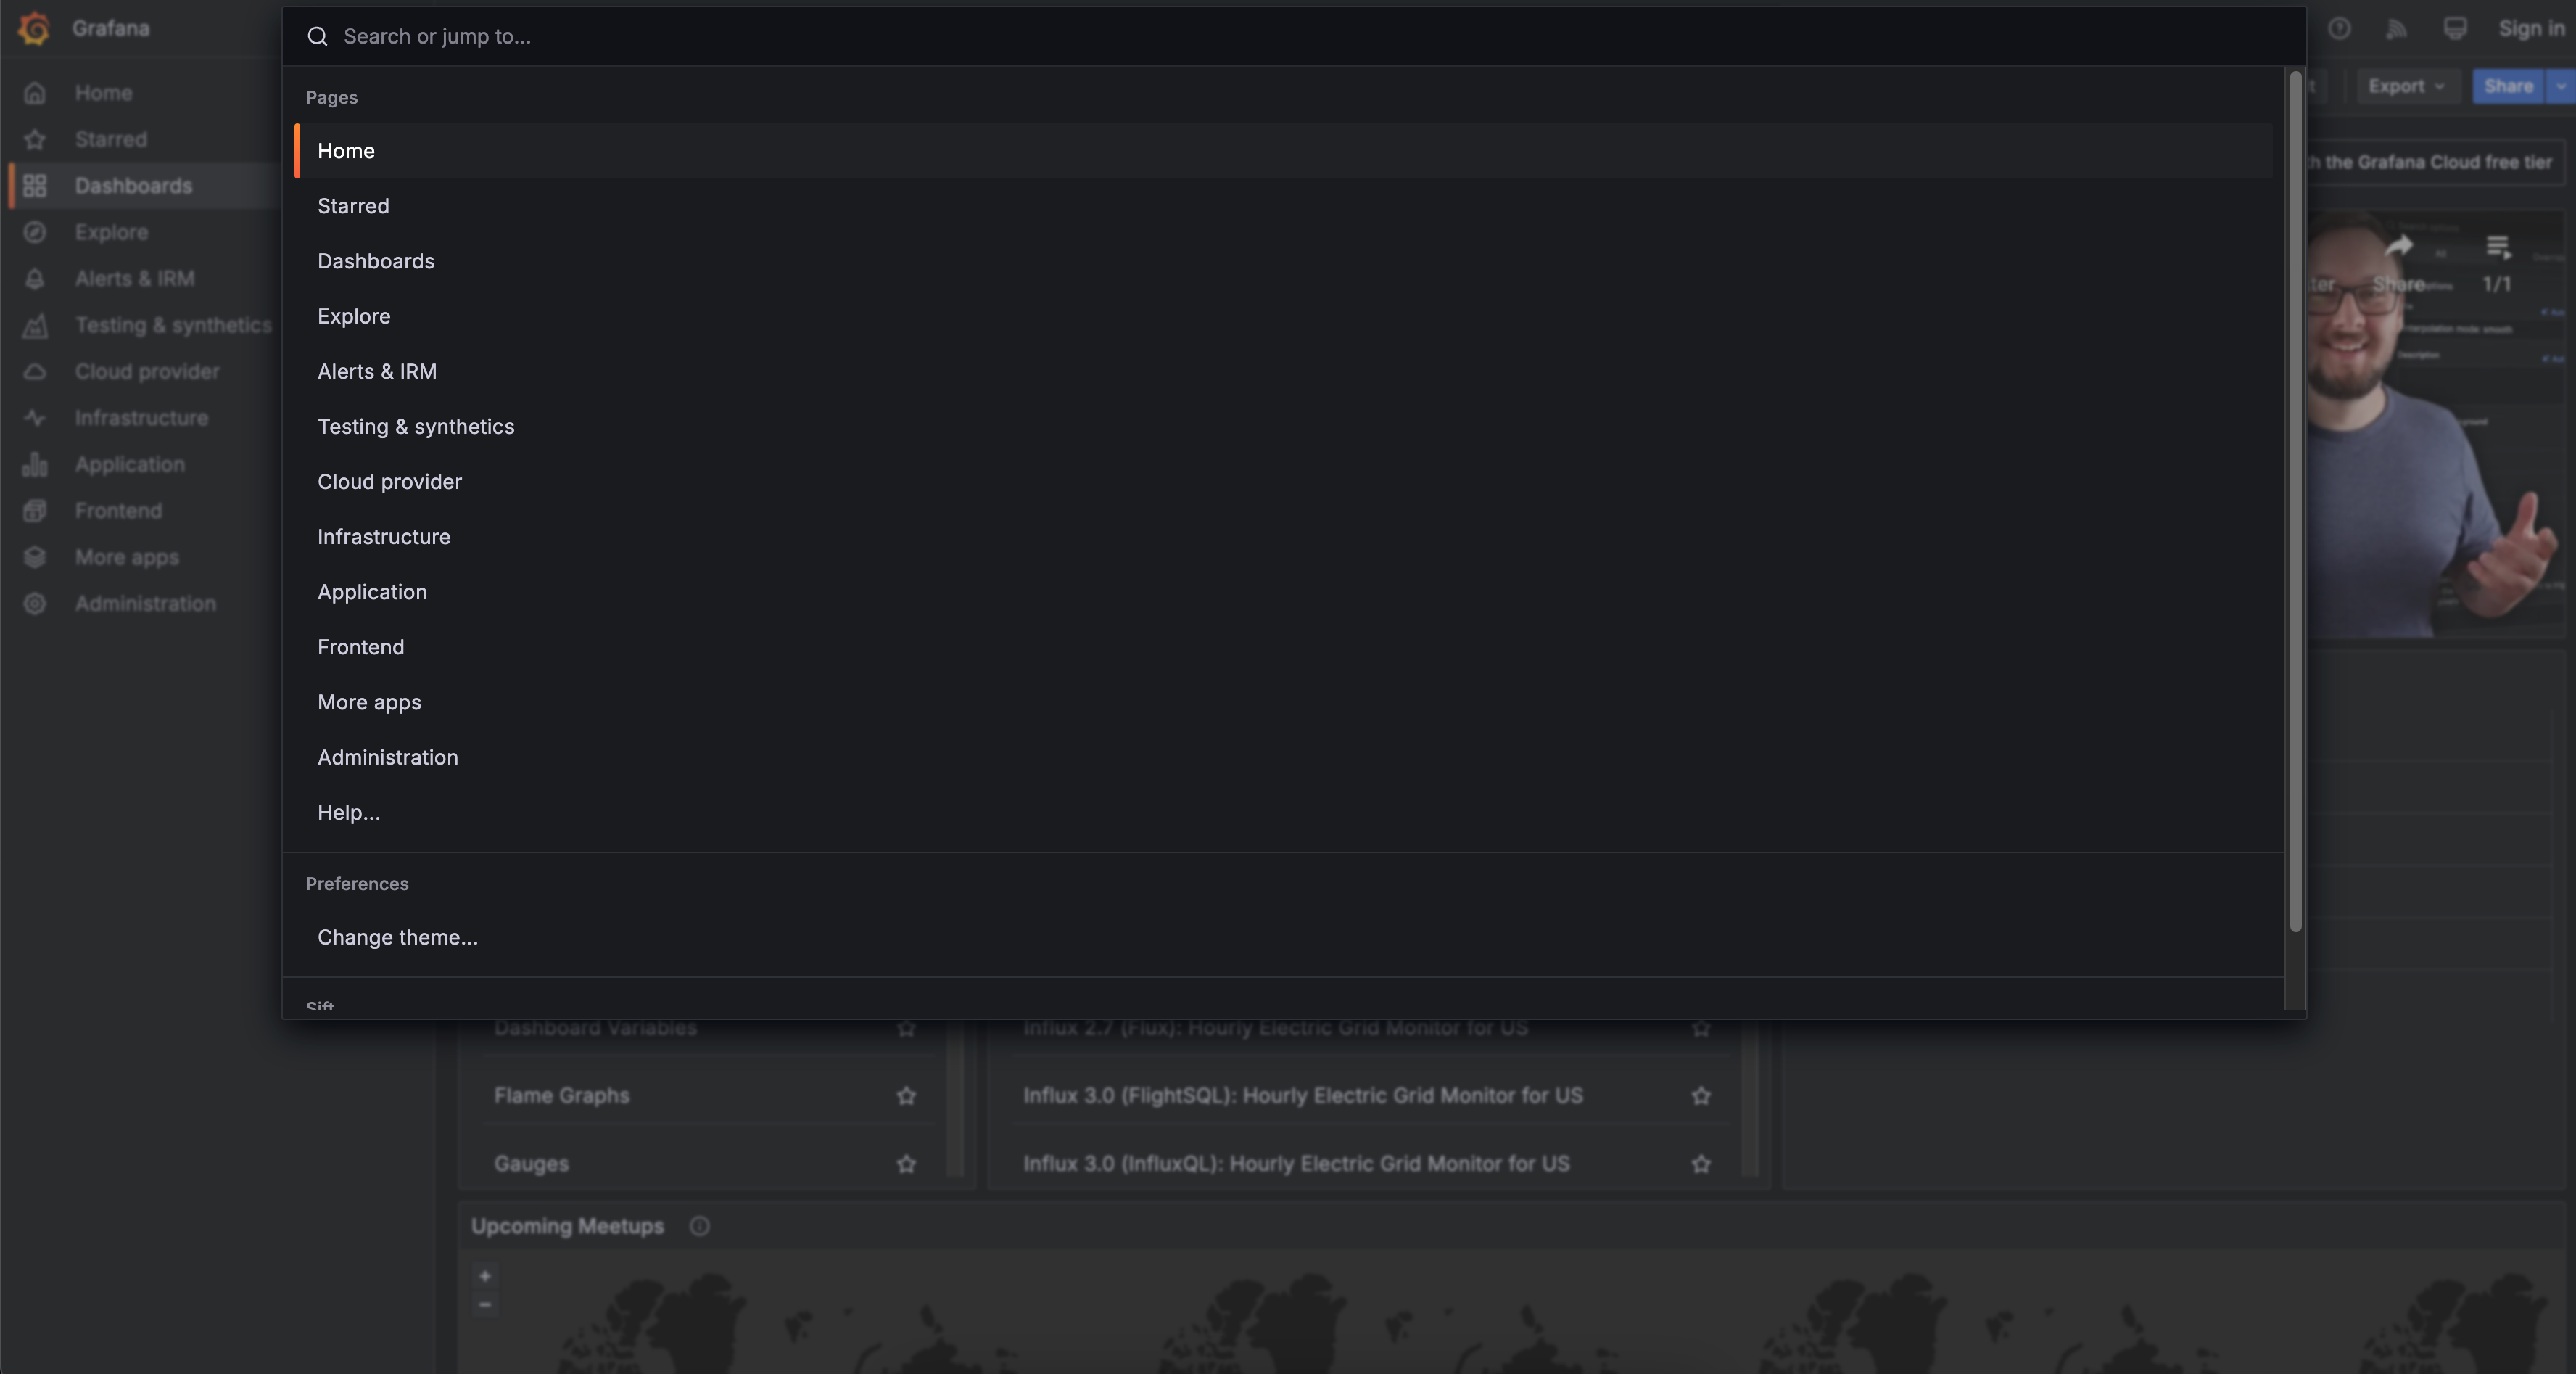 Grafana
Search or jump to...
Sign in
Home
Starred
Dashboards
Explore
Alerts & IRM
Testing & synthetics
Cloud provider
Infrastructure
Application
Frontend
More apps
Administration
Pages
Home
Starred
Dashboards
Explore
Alerts & IRM
Testing & synthetics
Cloud provider
Infrastructure
Application
Frontend
More apps
Administration
Help...
Preferences
Change theme...
Sift
Export
Share
the Grafana Cloud free tier
Share
1/1
Interpolation mode: smooth
Description
Dashboard Variables
Flame Graphs
Gauges
Influx 2.7 (Flux): Hourly Electric Grid Monitor for US
Influx 3.0 (FlightSQL): Hourly Electric Grid Monitor for US
Influx 3.0 (InfluxQL): Hourly Electric Grid Monitor for US
Upcoming Meetups
+
−